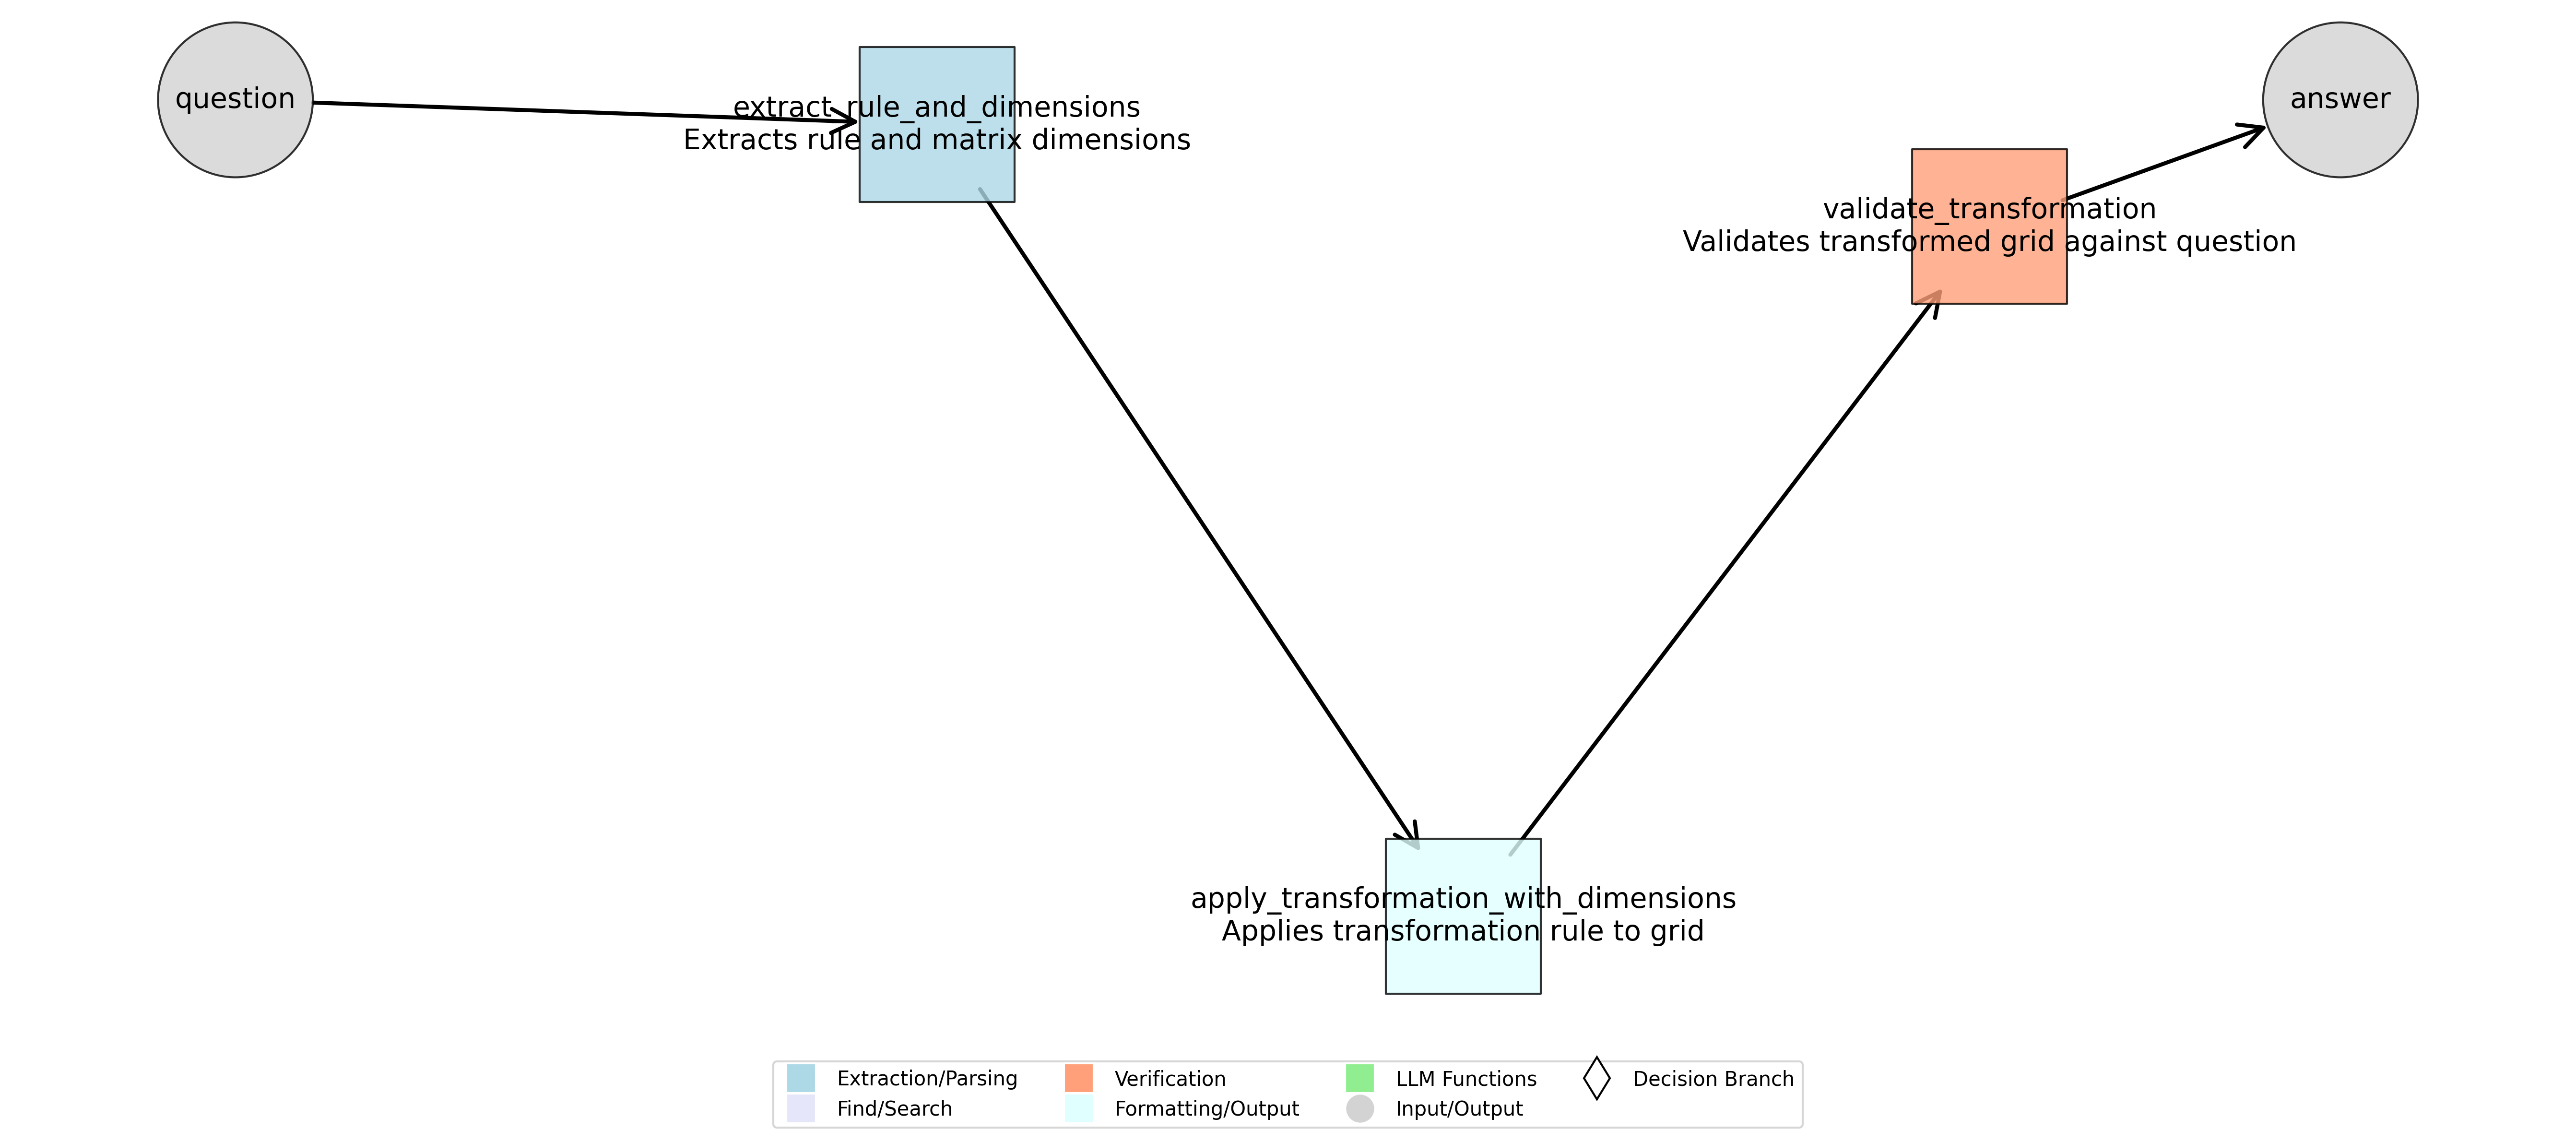 question
extract_rule_and_dimensions
Extracts rule and matrix dimensions
answer
validate_transformation
Validates transformed grid against question
apply_transformation_with_dimensions
Applies transformation rule to grid
Extraction/Parsing
Find/Search
Verification
Formatting/Output
LLM Functions
Input/Output
Decision Branch